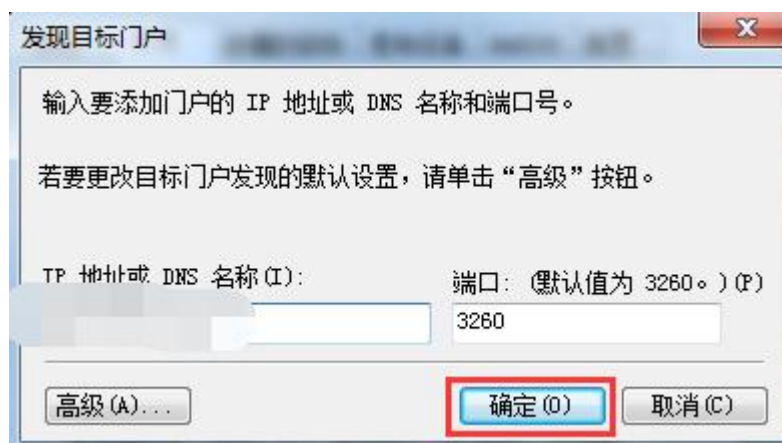 发现目标门户
输入要添加门户的 IP 地址或 DNS 名称和端口号。
若要更改目标门户发现的默认设置，请单击“高级”按钮。
IP 地址或 DNS 名称(I):
端口: (默认值为 3260。)(P)
3260
高级(A)...
确定(O)
取消(C)